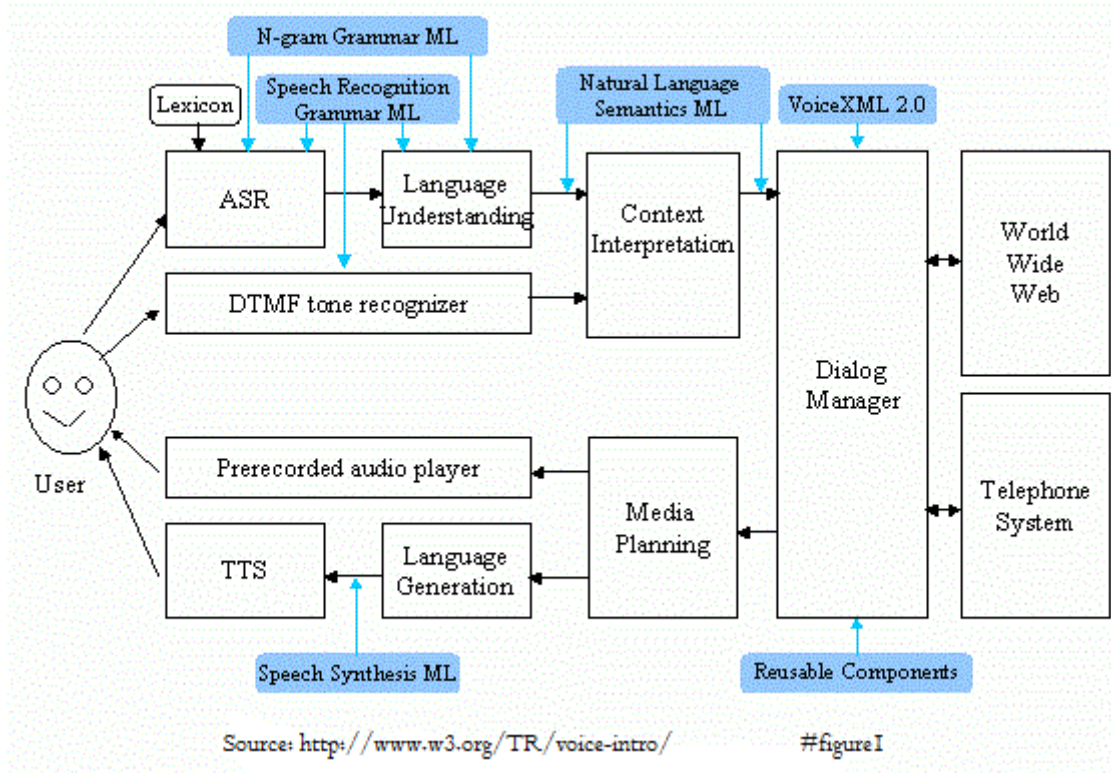 N-gram Grammar ML
Lexicon
Speech Recognition
Grammar ML
Natural Language
Semantics ML
VoiceXML 2.0
ASR
Language
Understanding
Context
Interpretation
World
Wide
Web
DTMF tone recognizer
Dialog
Manager
User
Prerecorded audio player
Media
Planning
Telephone
System
TTS
Language
Generation
Speech Synthesis ML
Reusable Components
Source: http://www.w3.org/TR/voice-intro/ #figure1